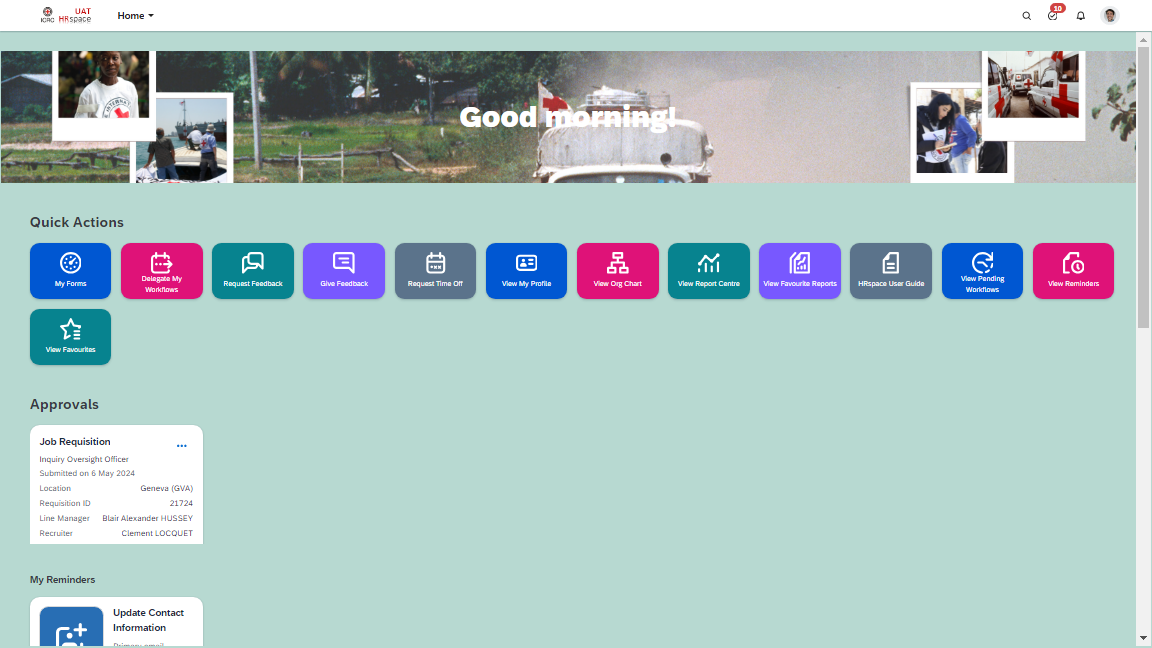 ICRC
UAT
HRspace
Home
10
Good morning!
Quick Actions
My Forms
Delegate My
Workflows
Request Feedback
Give Feedback
Request Time Off
View My Profile
View Org Chart
View Report Centre
View Favourite Reports
HRspace User Guide
View Pending
Workflows
View Reminders
View Favourites
Approvals
Job Requisition
Inquiry Oversight Officer
Submitted on 6 May 2024
Location Geneva (GVA)
Requisition ID 21724
Line Manager Blair Alexander HUSSEY
Recruiter Clement LOCQUET
My Reminders
Update Contact
Information
Primary email